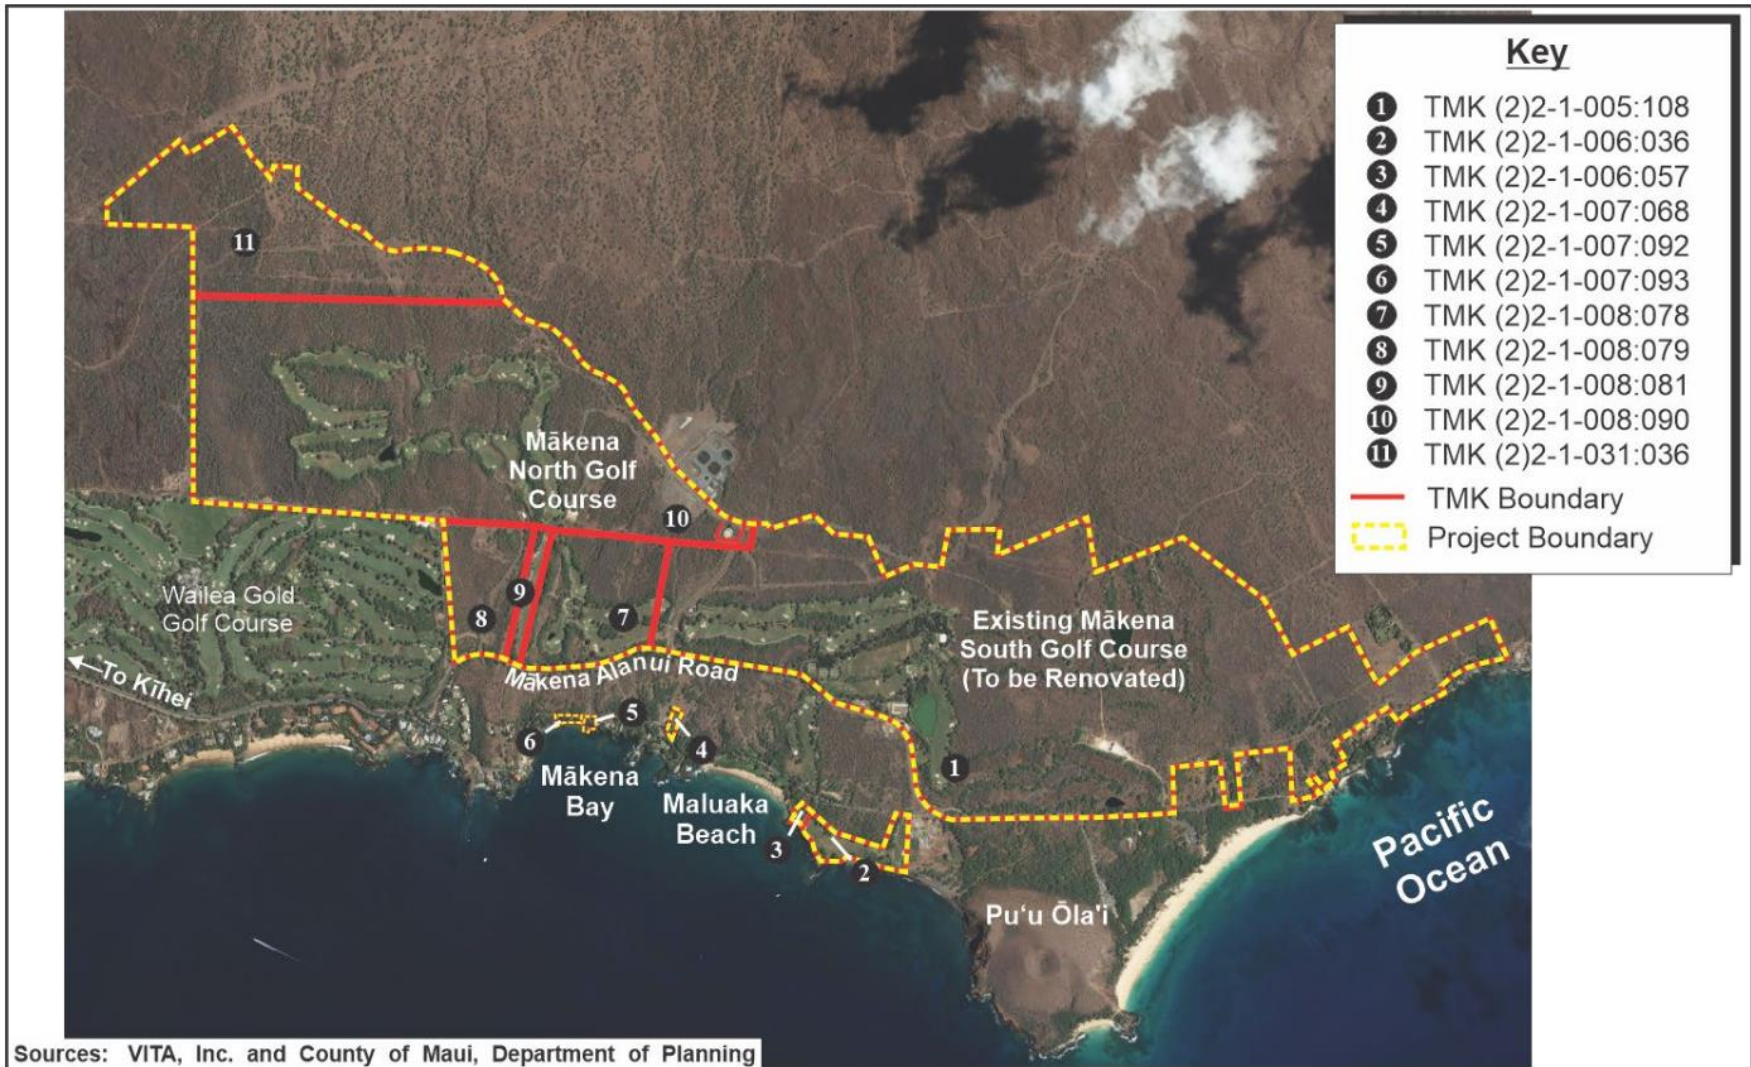 Key
1 TMK (2)2-1-005:108
2 TMK (2)2-1-006:036
3 TMK (2)2-1-006:057
4 TMK (2)2-1-007:068
5 TMK (2)2-1-007:092
6 TMK (2)2-1-007:093
7 TMK (2)2-1-008:078
8 TMK (2)2-1-008:079
9 TMK (2)2-1-008:081
10 TMK (2)2-1-008:090
11 TMK (2)2-1-031:036
TMK Boundary
Project Boundary
11
Mākena
North Golf
Course
10
Wailea Gold
Golf Course
9
8
7
Existing Mākena
South Golf Course
(To be Renovated)
To Kīhei
Mākena Alanui Road
6
5
4
1
Mākena
Bay
Maluaka
Beach
3
2
Pacific
Ocean
Pu‘u Ōla'i
Sources: VITA, Inc. and County of Maui, Department of Planning